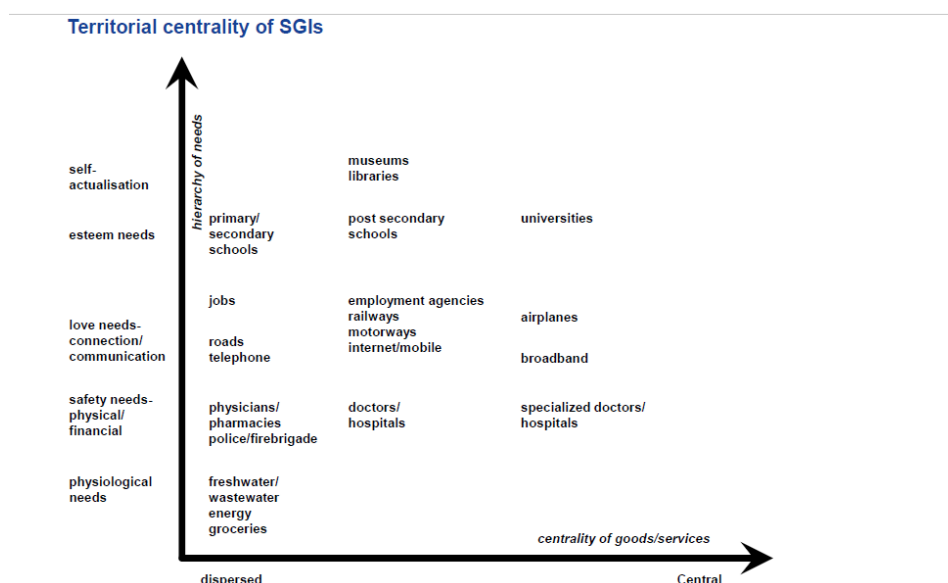 Territorial centrality of SGIs
hierarchy of needs
self-
actualisation
museums
libraries
esteem needs
primary/
secondary
schools
post secondary
schools
universities
love needs-
connection/
communication
jobs
roads
telephone
employment agencies
railways
motorways
internet/mobile
airplanes
broadband
safety needs-
physical/
financial
physicians/
pharmacies
police/firebrigade
doctors/
hospitals
specialized doctors/
hospitals
physiological
needs
freshwater/
wastewater
energy
groceries
centrality of goods/services
dispersed
Central